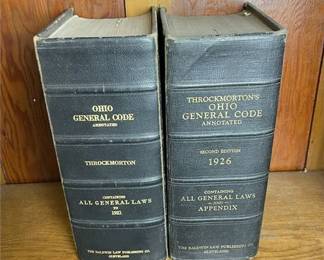 OHIO
GENERAL CODE
ANNOTATED
THROCKMORTON
CONTAINING
ALL GENERAL LAWS
TO
1921
THE BALDWIN LAW PUBLISHING CO.
CLEVELAND
THROCKMORTON'S
OHIO
GENERAL CODE
ANNOTATED
SECOND EDITION
1926
CONTAINING
ALL GENERAL LAWS
AND
APPENDIX
THE BALDWIN LAW PUBLISHING CO.
CLEVELAND